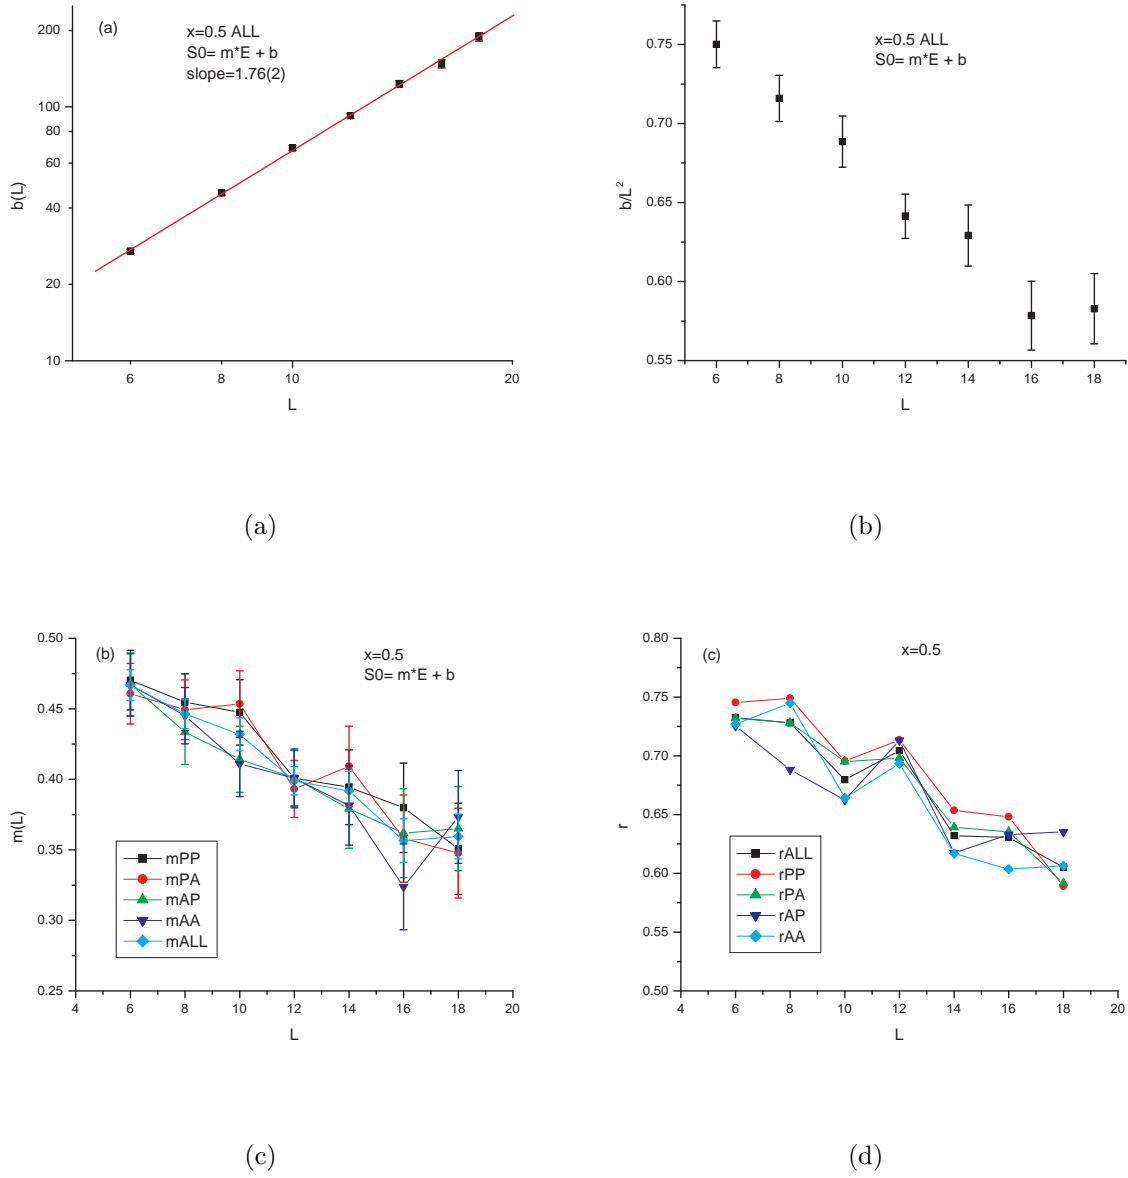 (a)
x=0.5 ALL
S0= m*E + b
slope=1.76(2)
200
100
80
60
40
20
10
b(L)
6
8
10
20
L
(a)
x=0.5 ALL
S0= m*E + b
0.75
0.70
0.65
0.60
0.55
b/L²
6
8
10
12
14
16
18
L
(b)
(b)
x=0.5
S0= m*E + b
0.50
0.45
0.40
0.35
0.30
0.25
m(L)
mPP
mPA
mAP
mAA
mALL
4
6
8
10
12
14
16
18
20
L
(c)
(c)
x=0.5
0.80
0.75
0.70
0.65
0.60
0.55
0.50
r
rALL
rPP
rPA
rAP
rAA
4
6
8
10
12
14
16
18
20
L
(d)